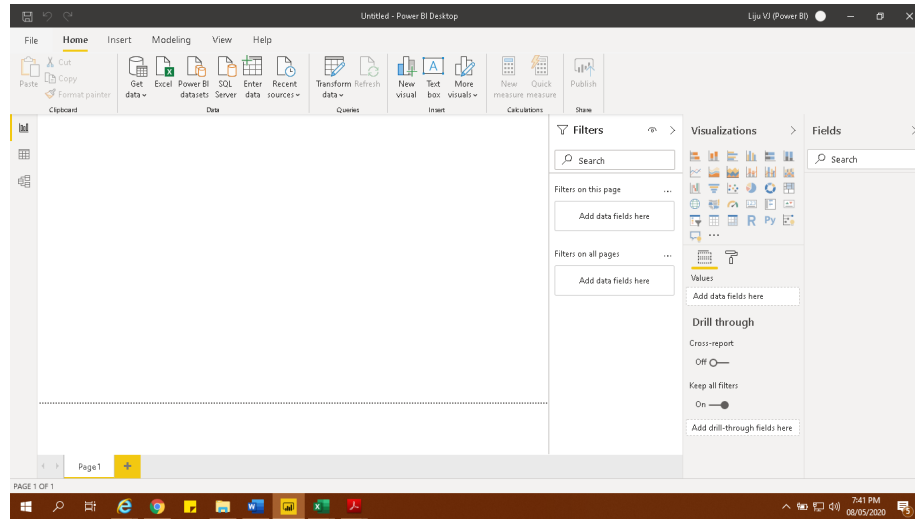 Untitled - Power BI Desktop
Liju VJ (Power BI)
File Home Insert Modeling View Help
Paste
Cut
Copy
Format painter
Clipboard
Get data
Excel
Power BI datasets
SQL Server
Enter data
Recent sources
Data
Transform data
Refresh
Queries
New visual
Text box
More visuals
Insert
New measure
Quick measure
Calculations
Publish
Share
Filters
Search
Filters on this page ...
Add data fields here
Filters on all pages ...
Add data fields here
Visualizations
R Py
...
Values
Add data fields here
Drill through
Cross-report
Off
Keep all filters
On
Add drill-through fields here
Fields
Search
Page 1
PAGE 1 OF 1
7:41 PM
08/05/2020